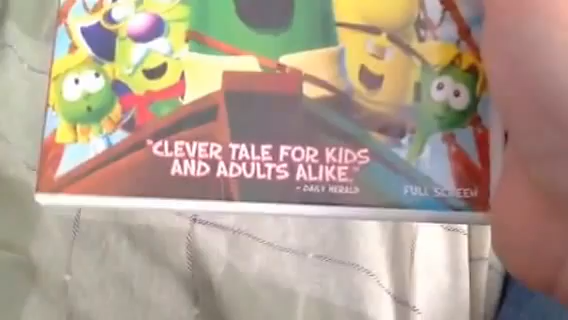 "CLEVER TALE FOR KIDS
AND ADULTS ALIKE."
- DAILY HERALD
FULL SCREEN